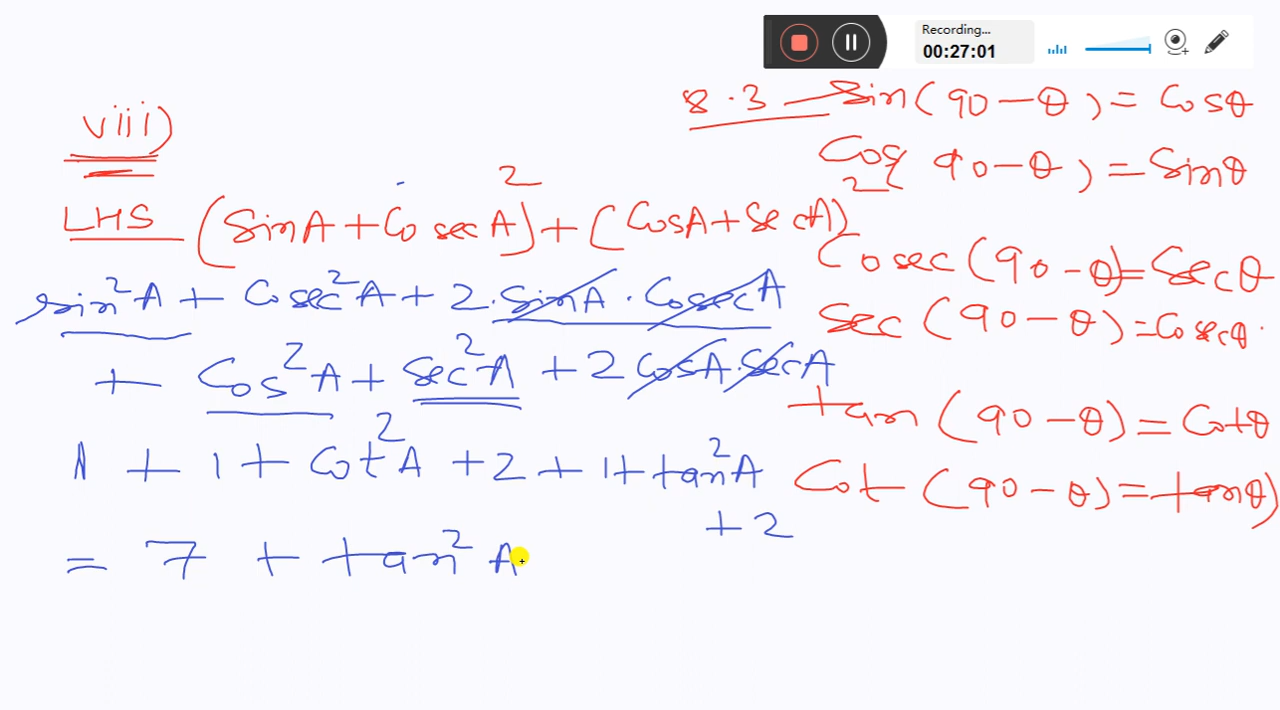 Recording...
00:27:01
viii)
LHS (SinA + CosecA)² + (CosA + SecA)²
sin²A + Cosec²A + 2.SinA.CosecA
+ Cos²A + Sec²A + 2CosA.SecA
1 + 1 + Cot²A + 2 + 1 + tan²A
+ 2
= 7 + tan²A
8.3 Sin(90-θ) = Cosθ
Cos(90-θ) = Sinθ
Cosec(90-θ) = Secθ
Sec(90-θ) = Cosecθ.
tan(90-θ) = Cotθ
Cot(90-θ) = tanθ)